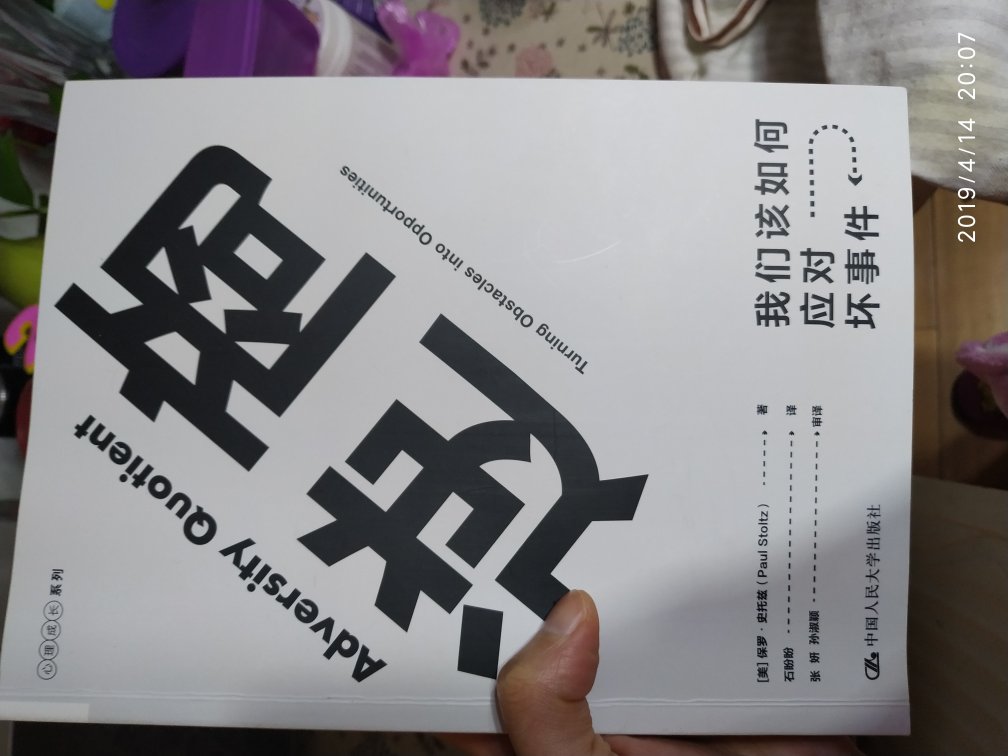 心理成长系列
Adversity Quotient
逆商
Turning Obstacles into Opportunities
我们该如何
应对
坏事件
[美] 保罗·史托兹（Paul Stoltz） 著
石盼盼 译
张 妍 孙淑颖 审译
中国人民大学出版社
2019/4/14 20:07